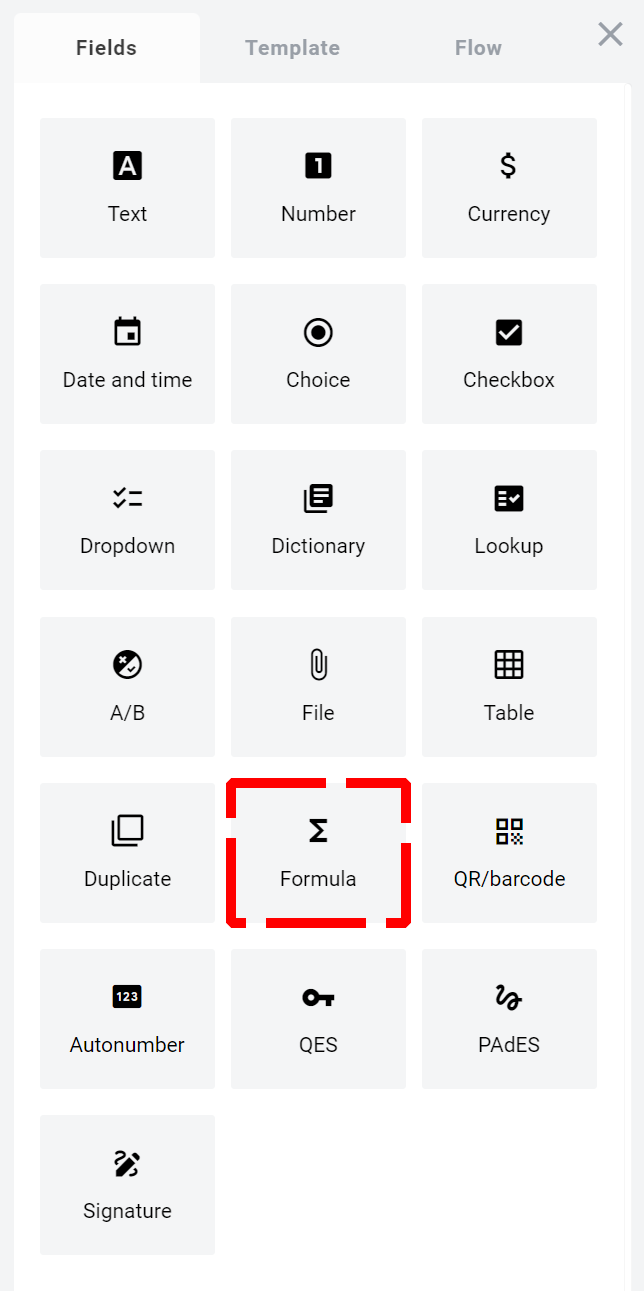 Fields
Template
Flow
A
Text
1
Number
$
Currency
Date and time
Choice
Checkbox
Dropdown
Dictionary
Lookup
A/B
File
Table
Duplicate
Σ
Formula
QR/barcode
123
Autonumber
QES
PAdES
Signature